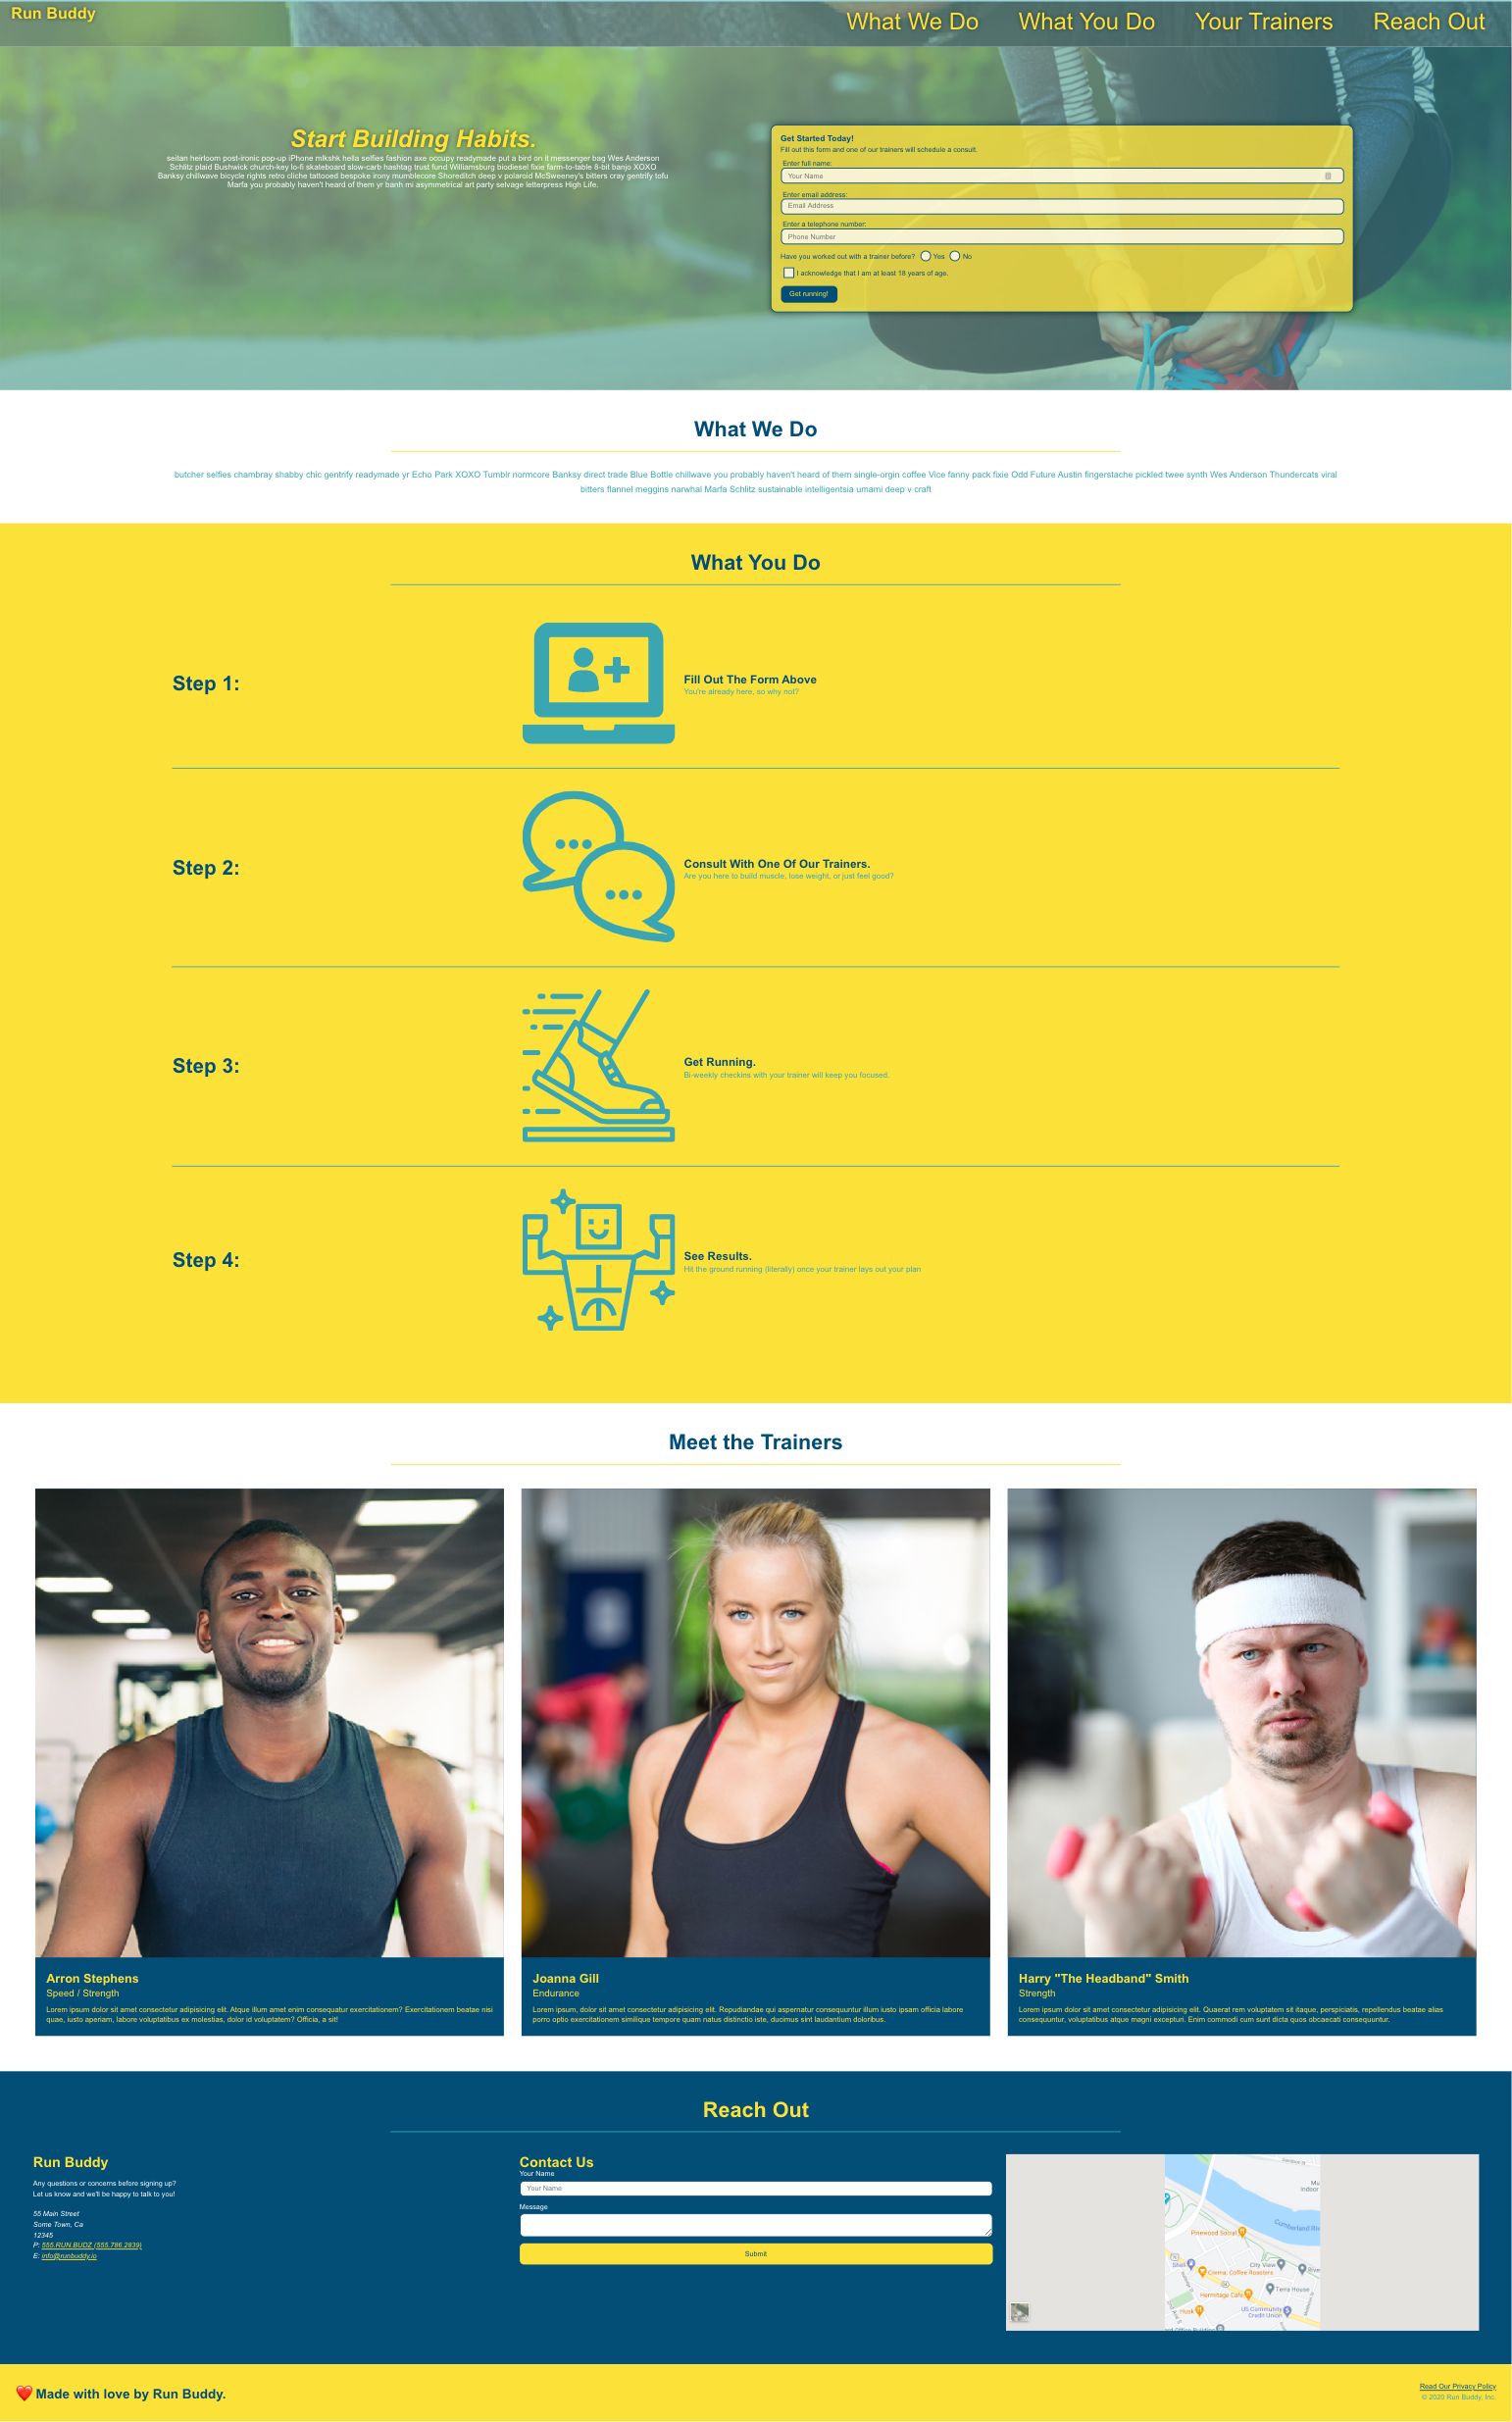 Run Buddy
What We Do
What You Do
Your Trainers
Reach Out
Start Building Habits.
seitan heirloom post-ironic pop-up iPhone mlkshk hella selfies fashion axe occupy readymade put a bird on it messenger bag Wes Anderson
Schlitz plaid Bushwick church-key lo-fi skateboard slow-carb hashtag trust fund Williamsburg biodiesel fixie farm-to-table 8-bit banjo XOXO
Banksy chillwave bicycle rights retro cliche tattooed bespoke irony mumblecore Shoreditch deep v polaroid McSweeney's bitters cray gentrify tofu
Marfa you probably haven't heard of them yr banh mi asymmetrical art party selvage letterpress High Life.
Get Started Today!
Fill out this form and one of our trainers will schedule a consult.
Enter full name:
Your Name
Enter email address:
Email Address
Enter a telephone number:
Phone Number
Have you worked out with a trainer before? Yes No
I acknowledge that I am at least 18 years of age.
Get running!
What We Do
butcher selfies chambray shabby chic gentrify readymade yr Echo Park XOXO Tumblr normcore Banksy direct trade Blue Bottle chillwave you probably haven't heard of them single-orgin coffee Vice fanny pack fixie Odd Future Austin fingerstache pickled twee synth Wes Anderson Thundercats viral
bitters flannel meggins narwhal Marfa Schlitz sustainable intelligentsia umami deep v craft
What You Do
Step 1:
Fill Out The Form Above
You're already here, so why not?
Step 2:
Consult With One Of Our Trainers.
Are you here to build muscle, lose weight, or just feel good?
Step 3:
Get Running.
Bi-weekly checkins with your trainer will keep you focused.
Step 4:
See Results.
Hit the ground running (literally) once your trainer lays out your plan
Meet the Trainers
Arron Stephens
Speed / Strength
Lorem ipsum dolor sit amet consectetur adipisicing elit. Atque illum amet enim consequatur exercitationem? Exercitationem beatae nisi
quae, iusto aperiam, labore voluptatibus ex molestias, dolor id voluptatem? Officia, a sit!
Joanna Gill
Endurance
Lorem ipsum, dolor sit amet consectetur adipisicing elit. Repudiandae qui aspernatur consequuntur illum iusto ipsam officia labore
porro optio exercitationem similique tempore quam natus distinctio iste, ducimus sint laudantium doloribus.
Harry "The Headband" Smith
Strength
Lorem ipsum dolor sit amet consectetur adipisicing elit. Quaerat rem voluptatem sit itaque, perspiciatis, repellendus beatae alias
consequuntur, voluptatibus atque magni excepturi. Enim commodi cum sunt dicta quos obcaecati consequuntur.
Reach Out
Run Buddy
Any questions or concerns before signing up?
Let us know and we'll be happy to talk to you!
55 Main Street
Some Town, Ca
12345
P: 555.RUN.BUDZ (555.786.2839)
E: info@runbuddy.io
Contact Us
Your Name
Your Name
Message
Submit
Indoor
Cumberland Riv
Pinewood Social
Shell
City View
Rive
Crema, Coffee Roasters
Terra House
Hermitage Cafe
Musk
US Community
Credit Union
❤️ Made with love by Run Buddy.
Read Our Privacy Policy
© 2020 Run Buddy, Inc.